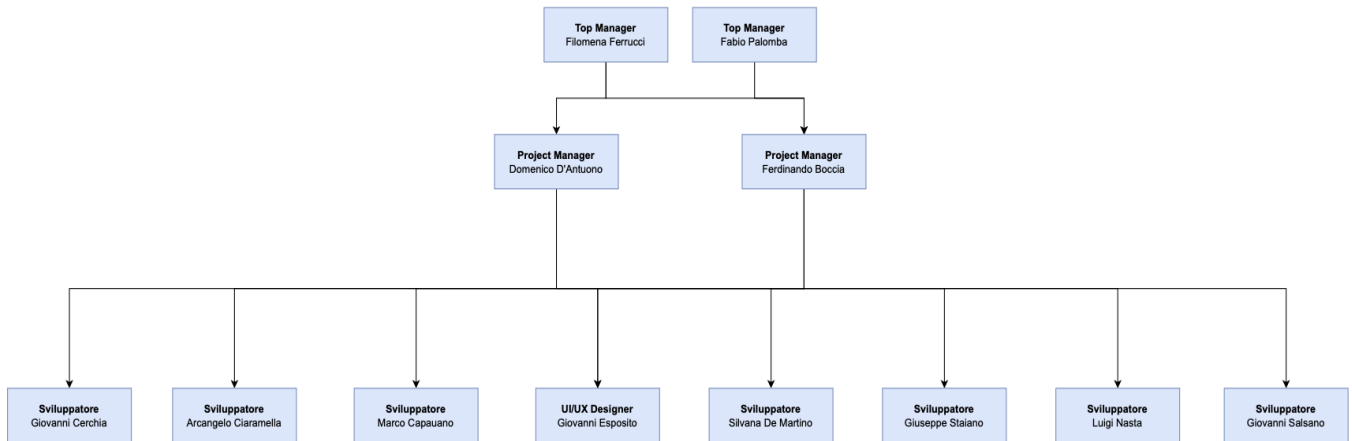 Top Manager
Filomena Ferrucci
Top Manager
Fabio Palomba
Project Manager
Domenico D'Antuono
Project Manager
Ferdinando Boccia
Sviluppatore
Giovanni Cerchia
Sviluppatore
Arcangelo Ciaramella
Sviluppatore
Marco Capauano
UI/UX Designer
Giovanni Esposito
Sviluppatore
Silvana De Martino
Sviluppatore
Giuseppe Staiano
Sviluppatore
Luigi Nasta
Sviluppatore
Giovanni Salsano